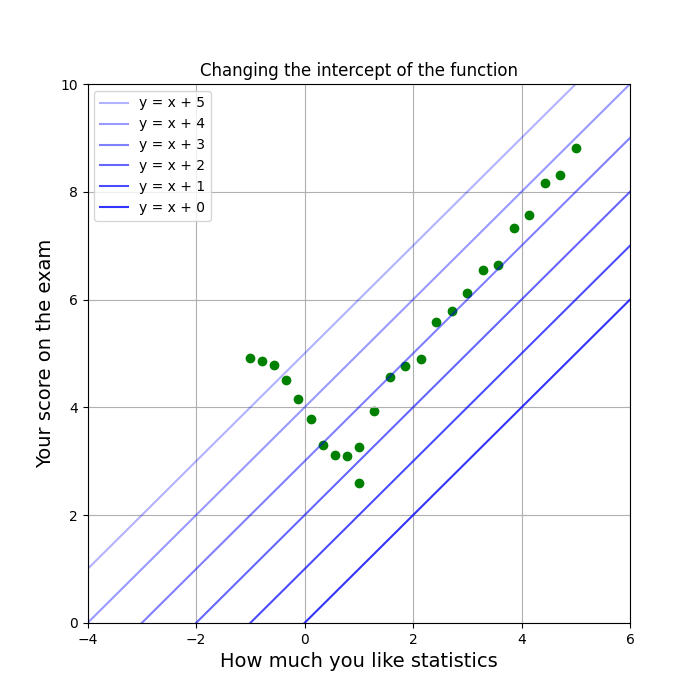 Changing the intercept of the function
10
8
6
4
2
0
y = x + 5
y = x + 4
y = x + 3
y = x + 2
y = x + 1
y = x + 0
Your score on the exam
−4 −2 0 2 4 6
How much you like statistics